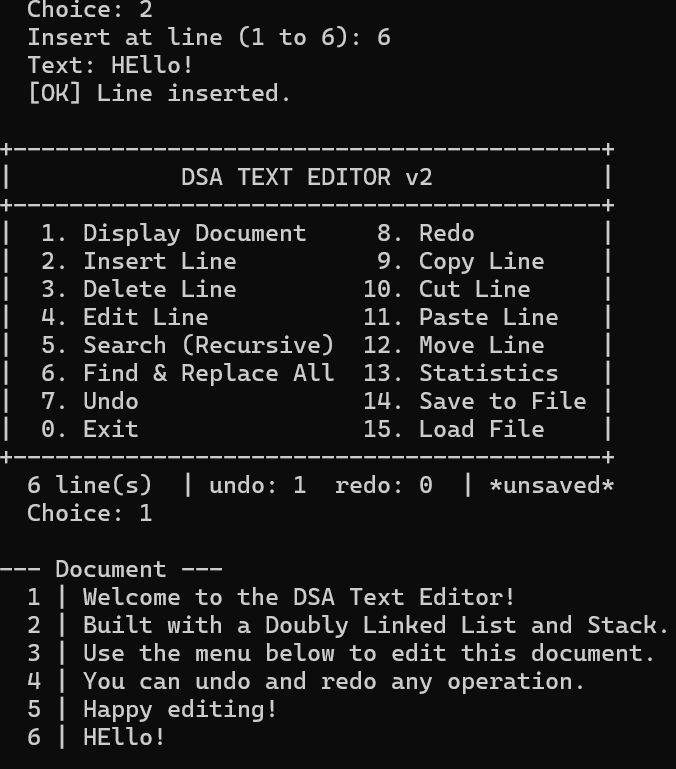 Choice: 2
Insert at line (1 to 6): 6
Text: HEllo!
[OK] Line inserted.
+------------------------------------------+
|            DSA TEXT EDITOR v2            |
+------------------------------------------+
|  1. Display Document     8. Redo         |
|  2. Insert Line          9. Copy Line    |
|  3. Delete Line         10. Cut Line     |
|  4. Edit Line           11. Paste Line   |
|  5. Search (Recursive)  12. Move Line    |
|  6. Find & Replace All  13. Statistics   |
|  7. Undo                14. Save to File |
|  0. Exit                15. Load File    |
+------------------------------------------+
6 line(s)  | undo: 1  redo: 0  | *unsaved*
Choice: 1
--- Document ---
1 | Welcome to the DSA Text Editor!
2 | Built with a Doubly Linked List and Stack.
3 | Use the menu below to edit this document.
4 | You can undo and redo any operation.
5 | Happy editing!
6 | HEllo!